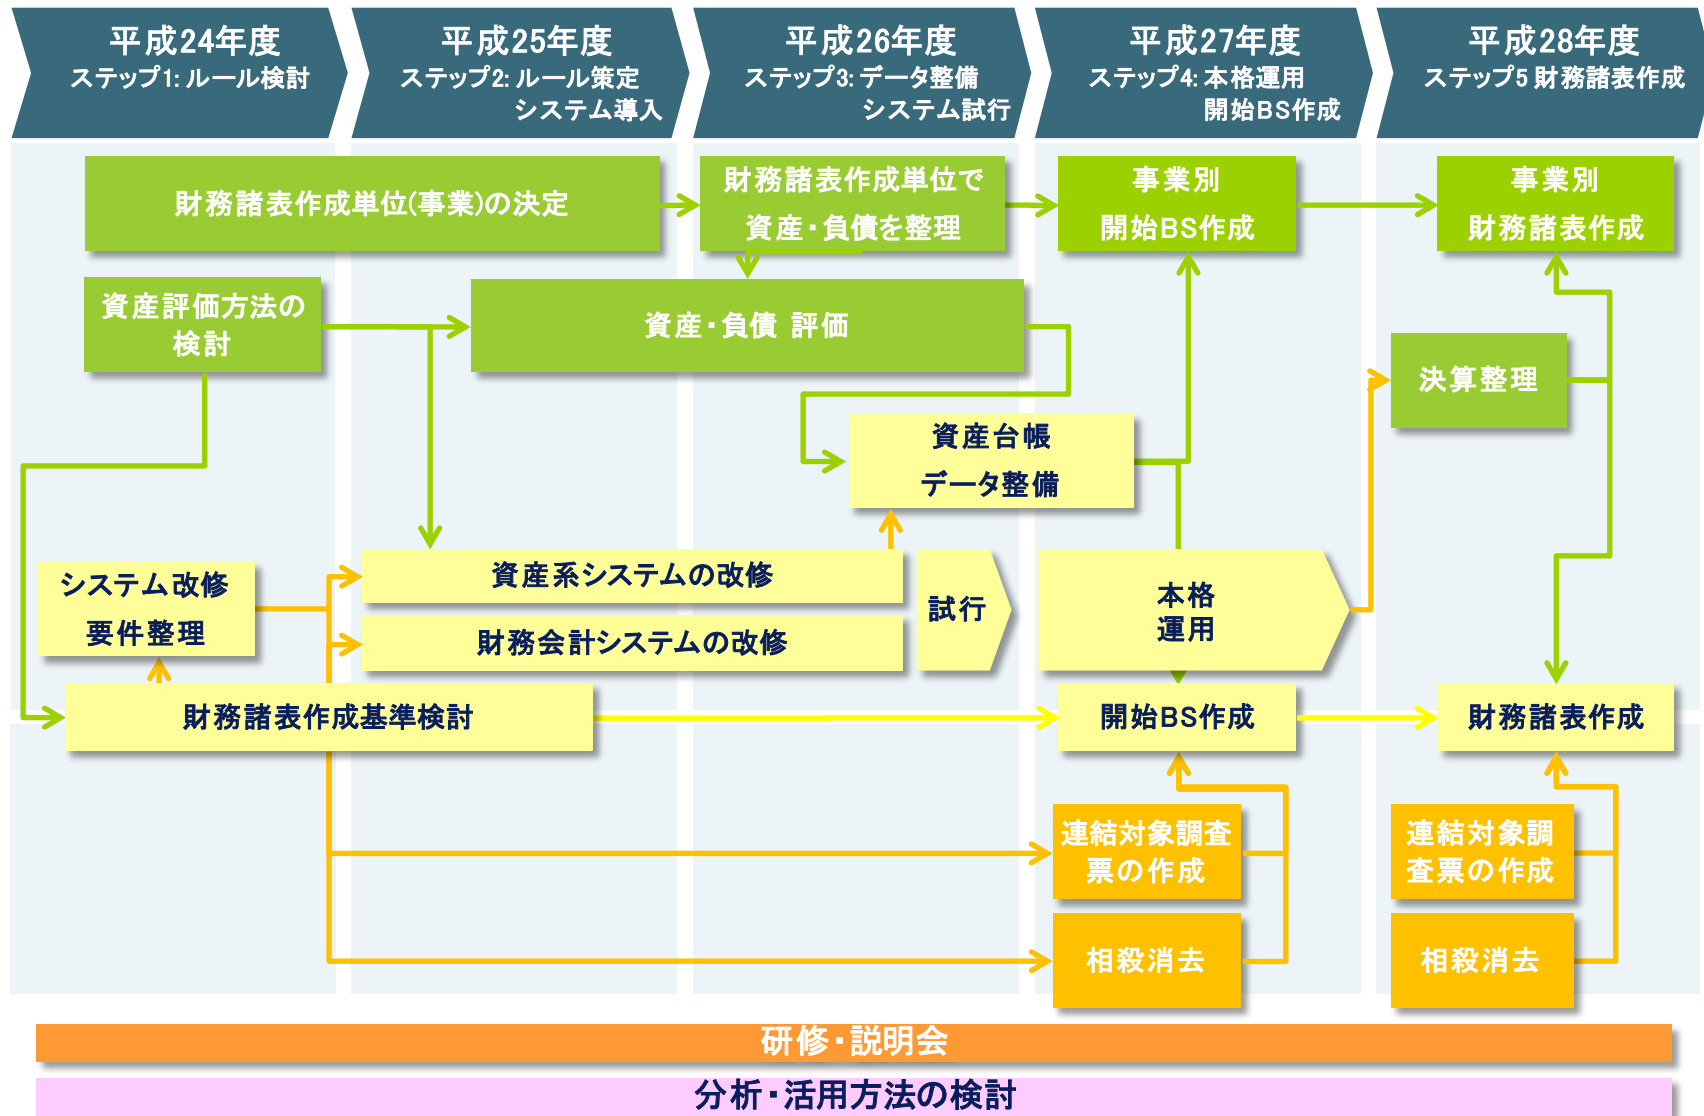 平成24年度
ステップ1: ルール検討
平成25年度
ステップ2: ルール策定
システム導入
平成26年度
ステップ3: データ整備
システム試行
平成27年度
ステップ4: 本格運用
開始BS作成
平成28年度
ステップ5 財務諸表作成
財務諸表作成単位(事業)の決定
財務諸表作成単位で
資産・負債を整理
事業別
開始BS作成
事業別
財務諸表作成
資産評価方法の
検討
資産・負債 評価
決算整理
資産台帳
データ整備
システム改修
要件整理
資産系システムの改修
財務会計システムの改修
試行
本格
運用
財務諸表作成基準検討
開始BS作成
財務諸表作成
連結対象調査
票の作成
連結対象調
査票の作成
相殺消去
相殺消去
研修・説明会
分析・活用方法の検討